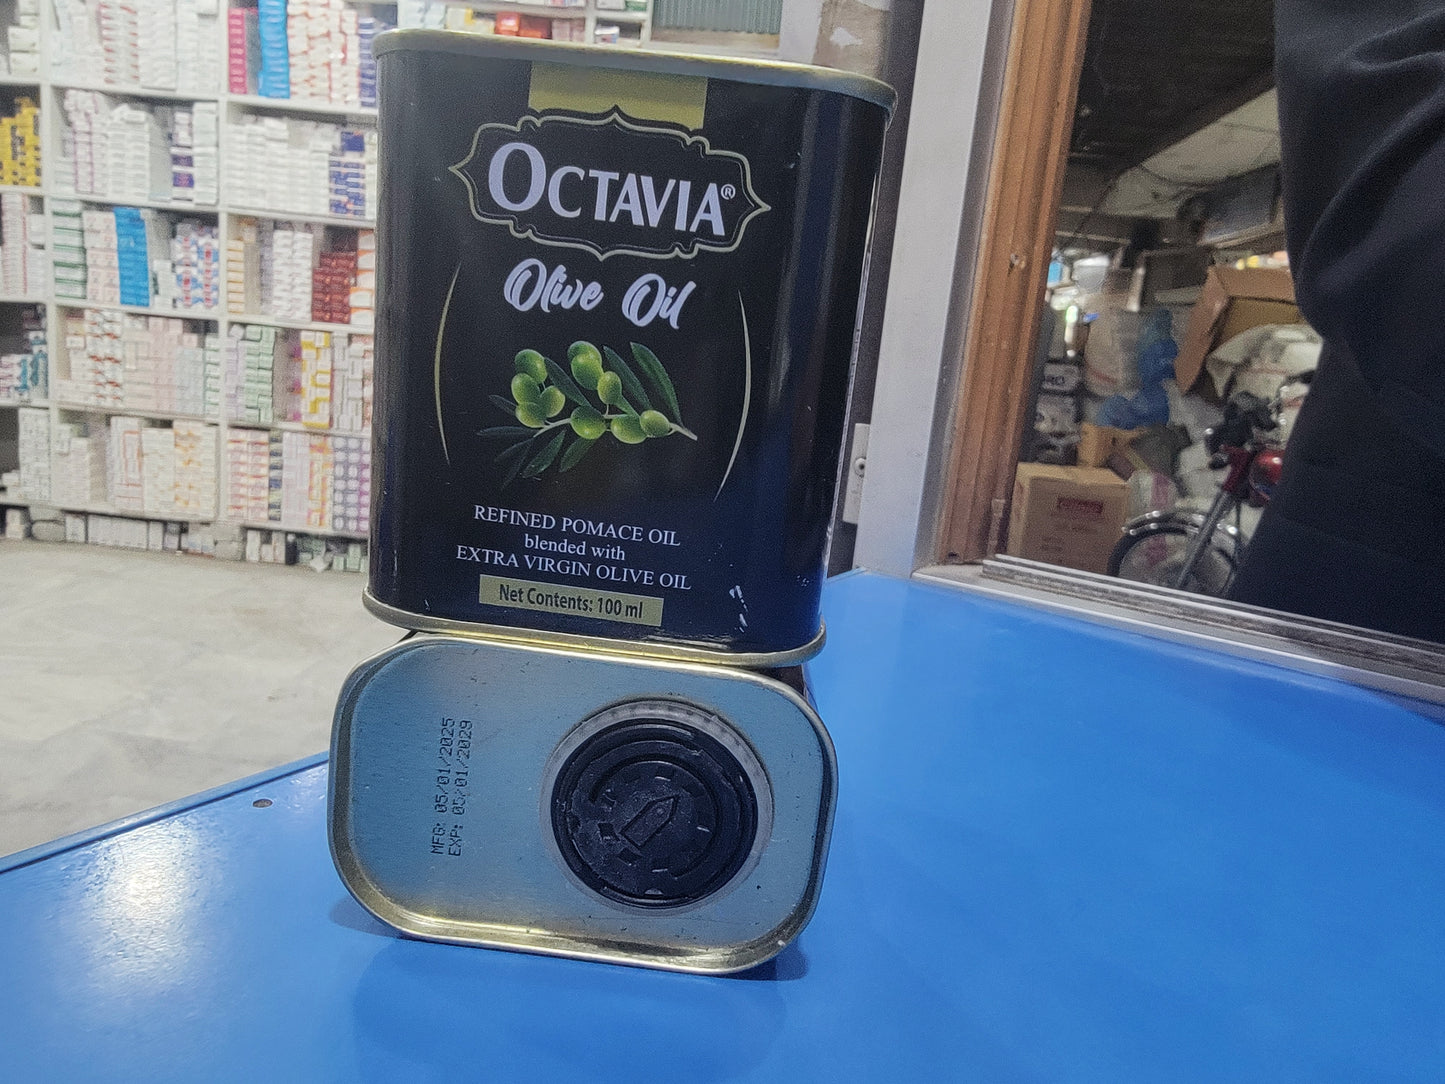 OCTAVIA®
Olive Oil
REFINED POMACE OIL
blended with
EXTRA VIRGIN OLIVE OIL
Net Contents: 100 ml
MFG: 05/01/2025
EXP: 05/01/2029